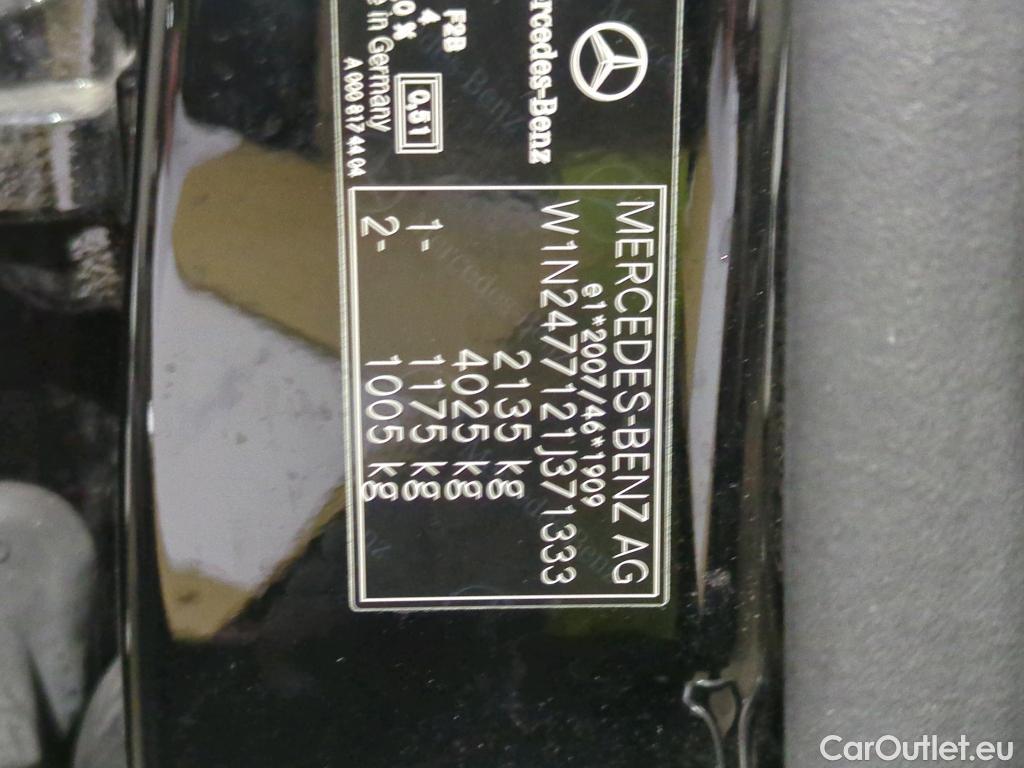 Mercedes-Benz
F2B
4
0,51
in Germany
A 000 817 44 04
MERCEDES-BENZ AG
e1*2007/46*1909
W1N2477121J371333
2135 kg
4025 kg
1- 1175 kg
2- 1005 kg
CarOutlet.eu